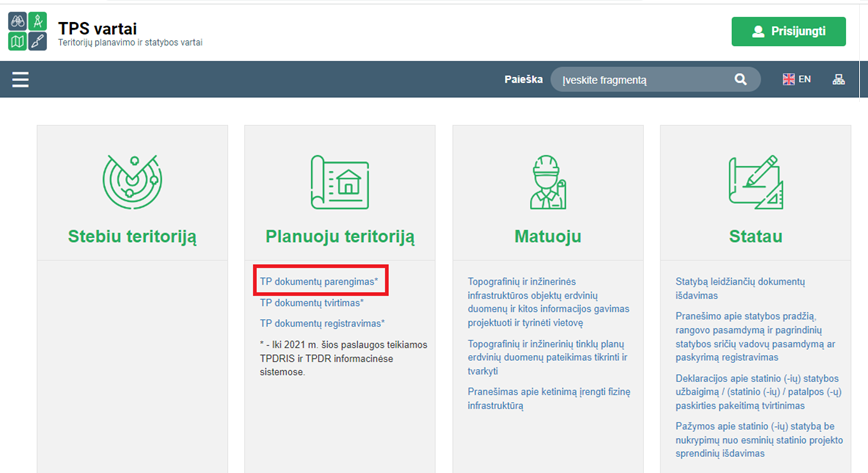 TPS vartai
Teritorijų planavimo ir statybos vartai
Prisijungti
Paieška
Įveskite fragmentą
EN
Stebiu teritoriją
Planuoju teritoriją
TP dokumentų parengimas*
TP dokumentų tvirtimas*
TP dokumentų registravimas*
* - Iki 2021 m. šios paslaugos teikiamos
TPDRIS ir TPDR informacinėse
sistemose.
Matuoju
Topografinių ir inžinerinės
infrastruktūros objektų erdvinių
duomenų ir kitos informacijos gavimas
projektuoti ir tyrinėti vietovę
Topografinių ir inžinerinių tinklų planų
erdvinių duomenų pateikimas tikrinti ir
tvarkyti
Pranešimas apie ketinimą įrengti fizinę
infrastruktūrą
Statau
Statybą leidžiančių dokumentų
išdavimas
Pranešimo apie statybos pradžią,
rangovo pasamdymą ir pagrindinių
statybos sričių vadovų pasamdymą ar
paskyrimą registravimas
Deklaracijos apie statinio (-ių) statybos
užbaigimą / (statinio (-ių) / patalpos (-ų)
paskirties pakeitimą tvirtinimas
Pažymos apie statinio (-ių) statybą be
nukrypimų nuo esminių statinio projekto
sprendinių išdavimas